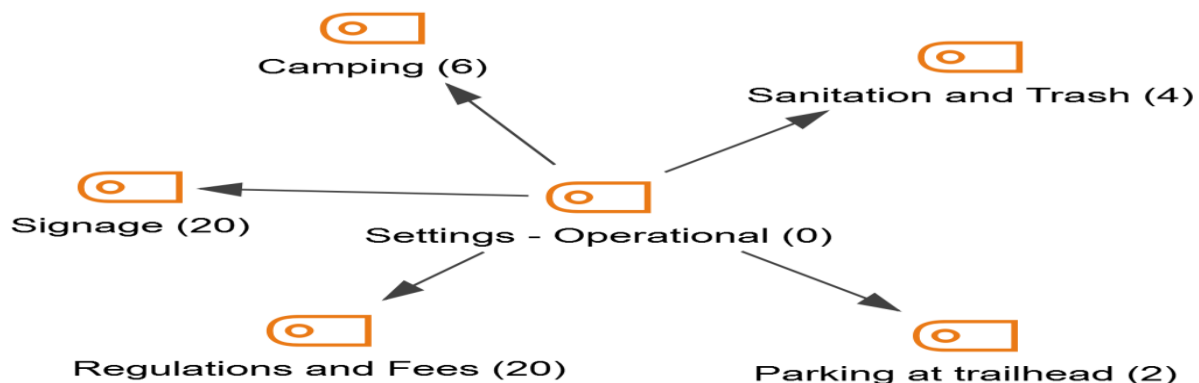 Camping (6)
Sanitation and Trash (4)
Signage (20)
Settings - Operational (0)
Regulations and Fees (20)
Parking at trailhead (2)